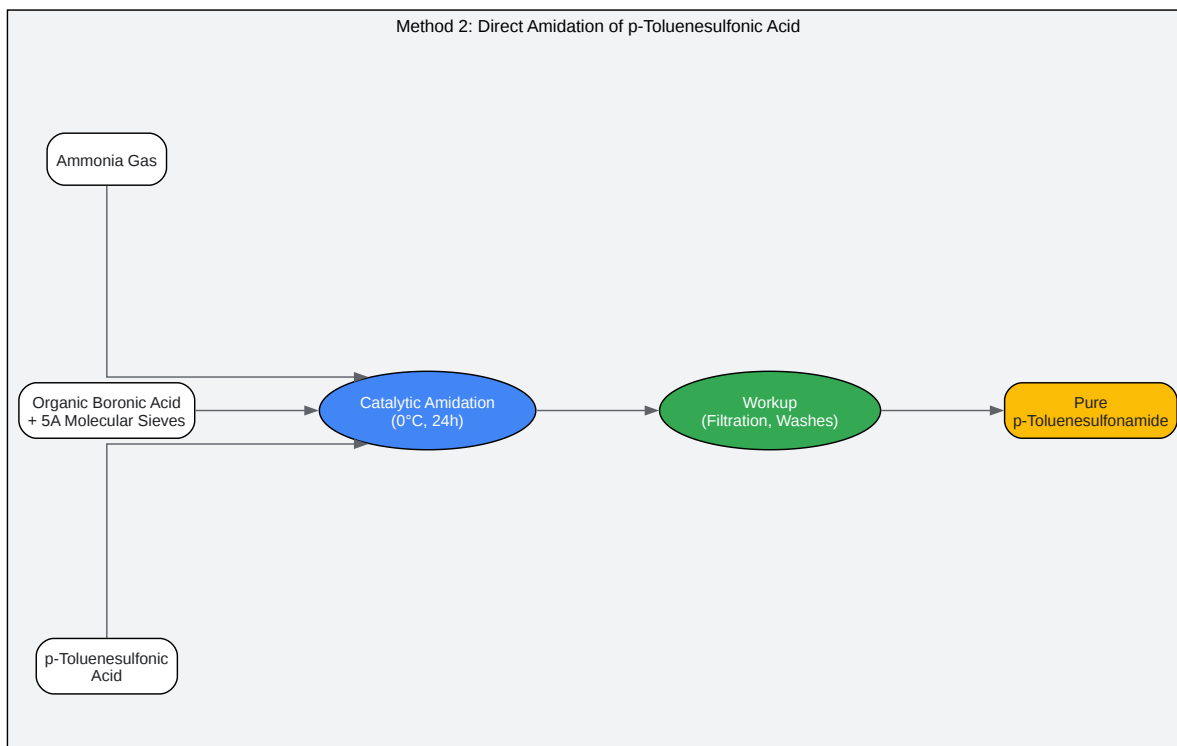 Method 2: Direct Amidation of p-Toluenesulfonic Acid
Ammonia Gas
Organic Boronic Acid
+ 5A Molecular Sieves
Catalytic Amidation
(0°C, 24h)
Workup
(Filtration, Washes)
Pure
p-Toluenesulfonamide
p-Toluenesulfonic
Acid